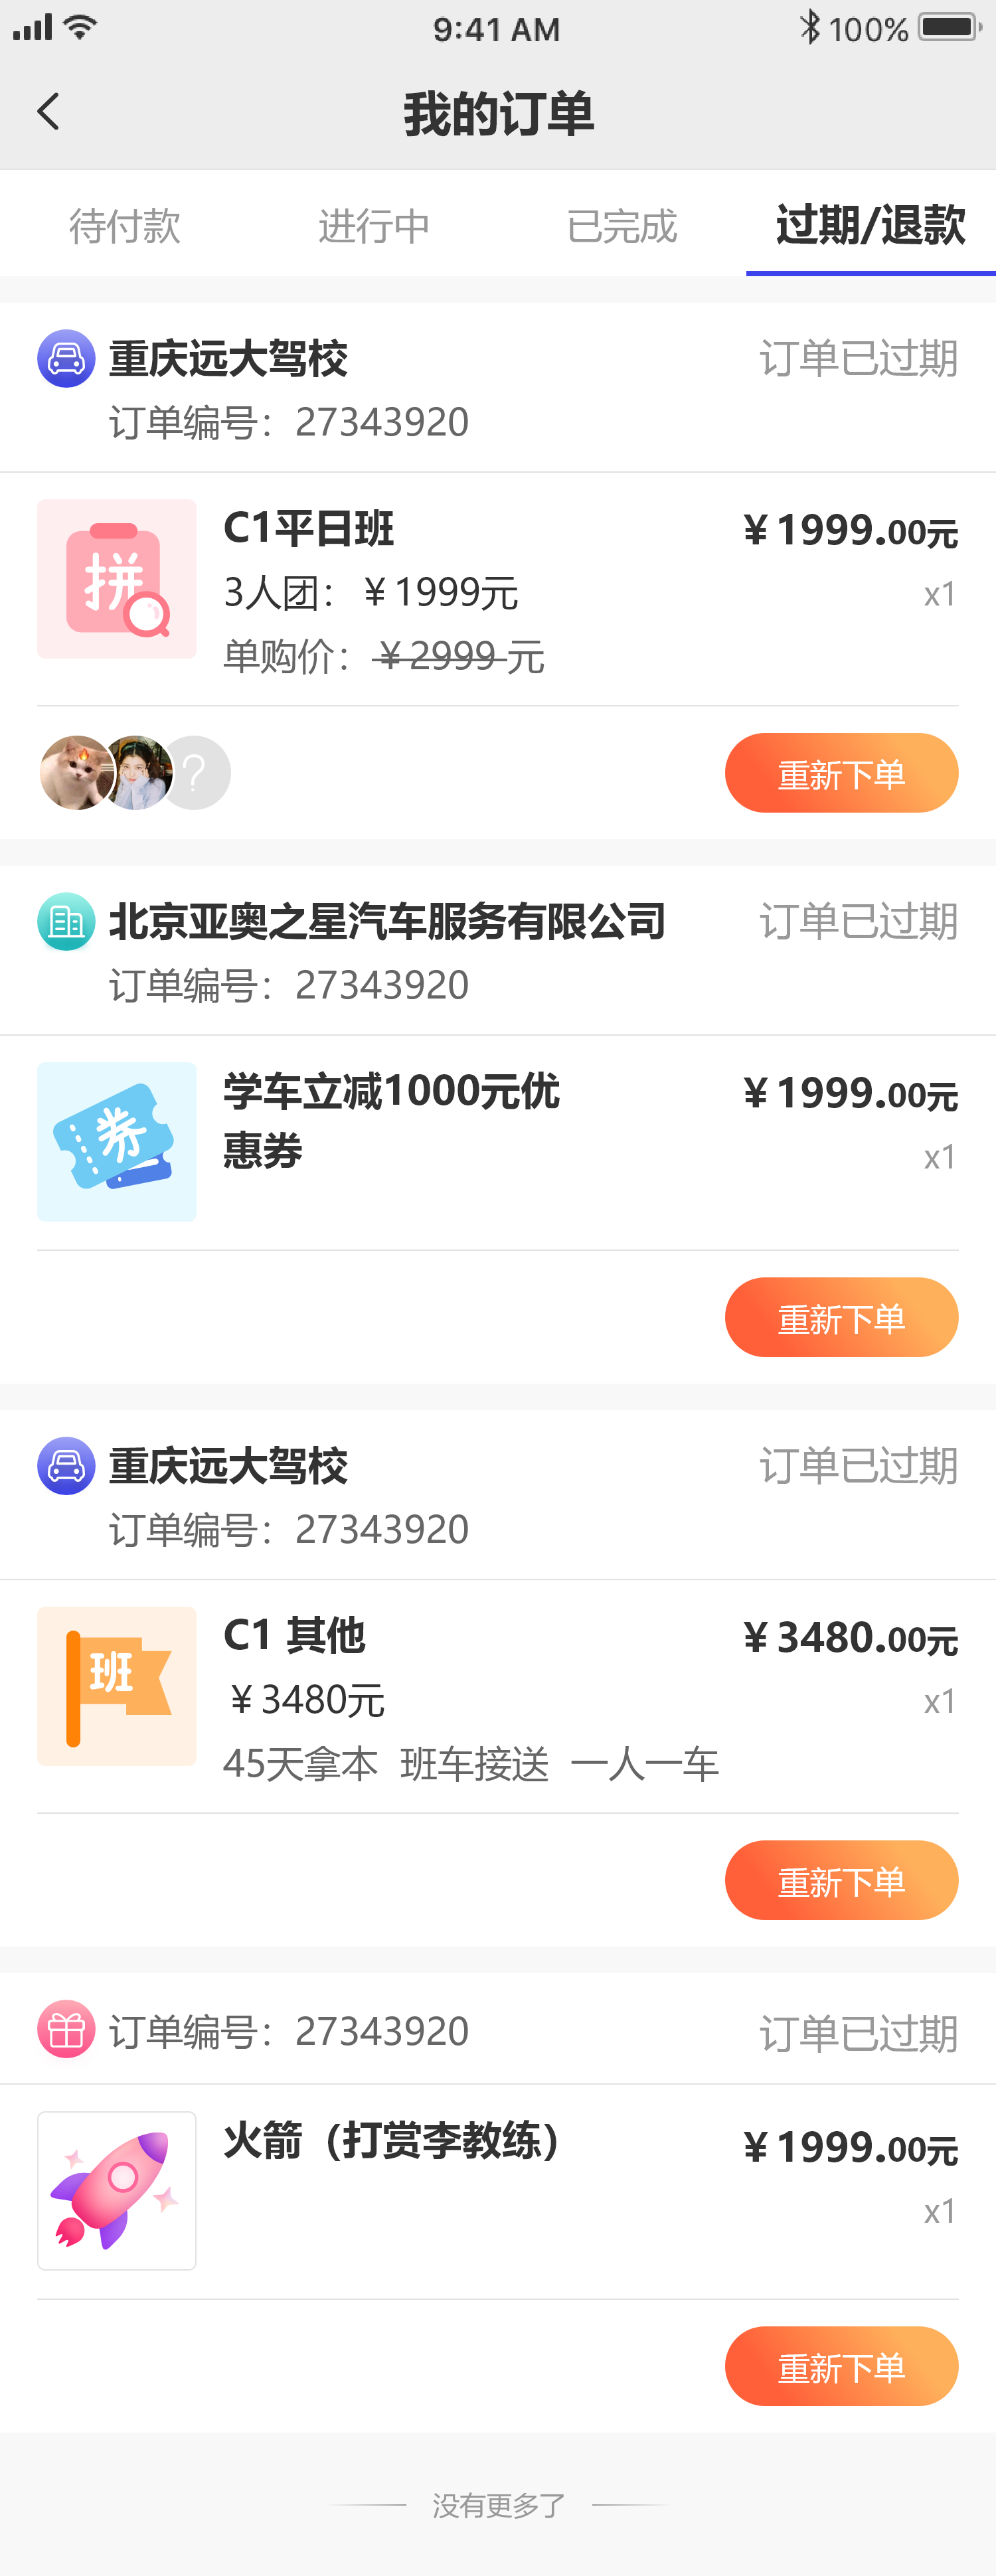 9:41 AM
100%
我的订单
待付款
进行中
已完成
过期/退款
重庆远大驾校
订单已过期
订单编号：27343920
拼
C1平日班
¥1999.00元
3人团：¥1999元
x1
单购价：¥2999元
?
重新下单
北京亚奥之星汽车服务有限公司
订单已过期
订单编号：27343920
券
学车立减1000元优
惠券
¥1999.00元
x1
重新下单
重庆远大驾校
订单已过期
订单编号：27343920
班
C1 其他
¥3480.00元
¥3480元
x1
45天拿本 班车接送 一人一车
重新下单
订单编号：27343920
订单已过期
火箭（打赏李教练）
¥1999.00元
x1
重新下单
没有更多了